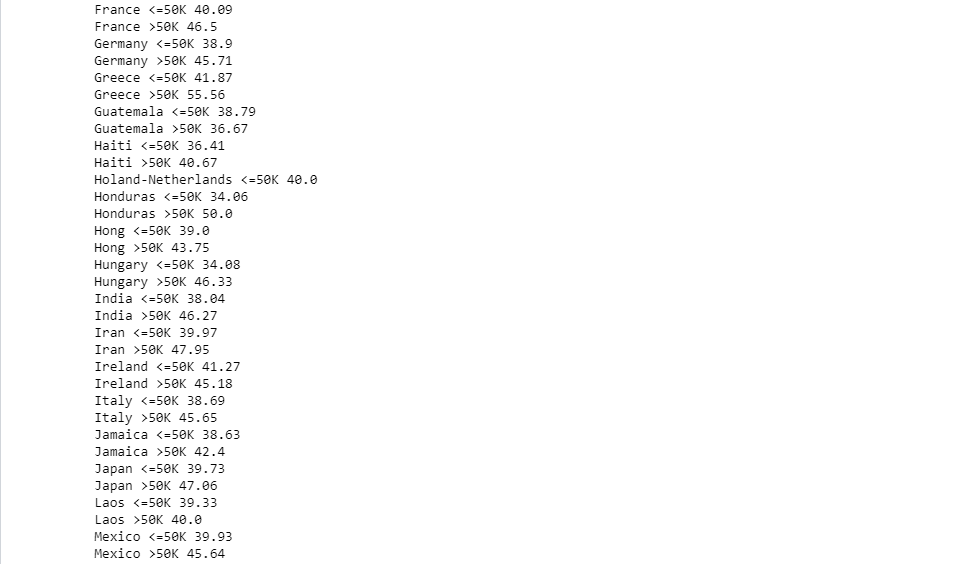 France <=50K 40.09
France >50K 46.5
Germany <=50K 38.9
Germany >50K 45.71
Greece <=50K 41.87
Greece >50K 55.56
Guatemala <=50K 38.79
Guatemala >50K 36.67
Haiti <=50K 36.41
Haiti >50K 40.67
Holand-Netherlands <=50K 40.0
Honduras <=50K 34.06
Honduras >50K 50.0
Hong <=50K 39.0
Hong >50K 43.75
Hungary <=50K 34.08
Hungary >50K 46.33
India <=50K 38.04
India >50K 46.27
Iran <=50K 39.97
Iran >50K 47.95
Ireland <=50K 41.27
Ireland >50K 45.18
Italy <=50K 38.69
Italy >50K 45.65
Jamaica <=50K 38.63
Jamaica >50K 42.4
Japan <=50K 39.73
Japan >50K 47.06
Laos <=50K 39.33
Laos >50K 40.0
Mexico <=50K 39.93
Mexico >50K 45.64